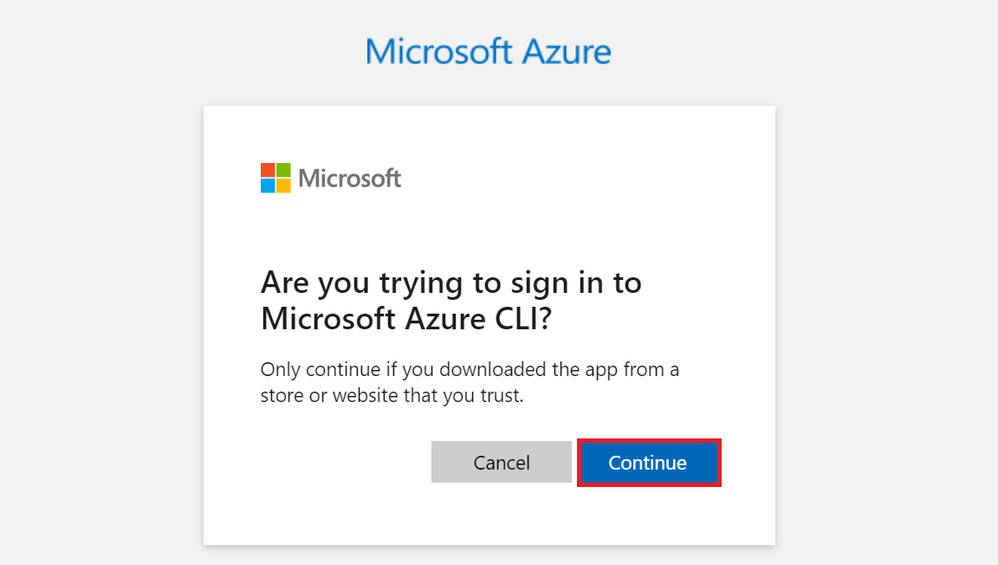 Microsoft Azure
Microsoft
Are you trying to sign in to
Microsoft Azure CLI?
Only continue if you downloaded the app from a
store or website that you trust.
Cancel
Continue